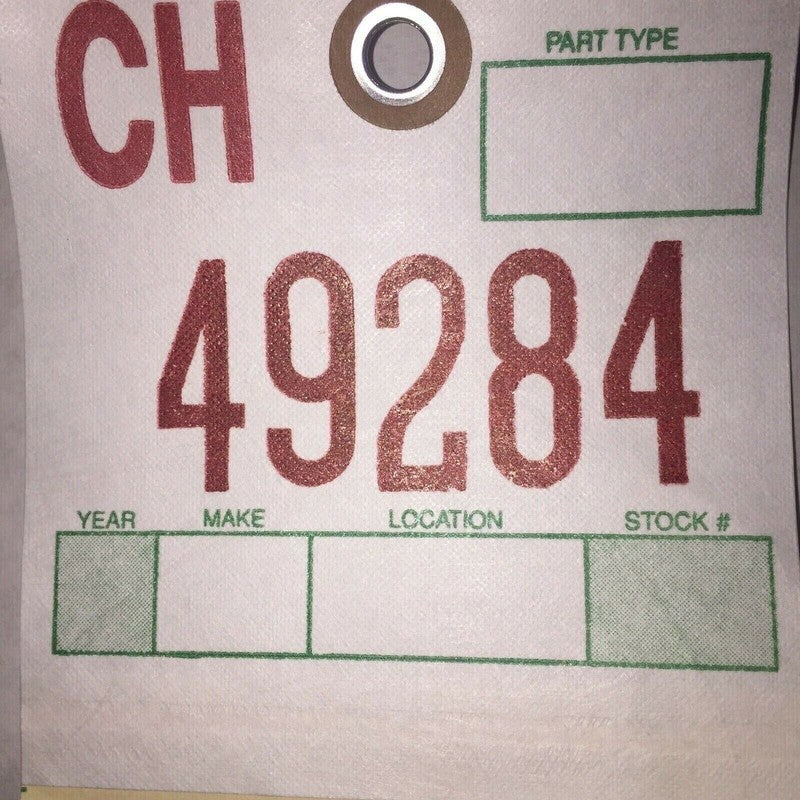 CH
PART TYPE
49284
YEAR MAKE LOCATION STOCK #